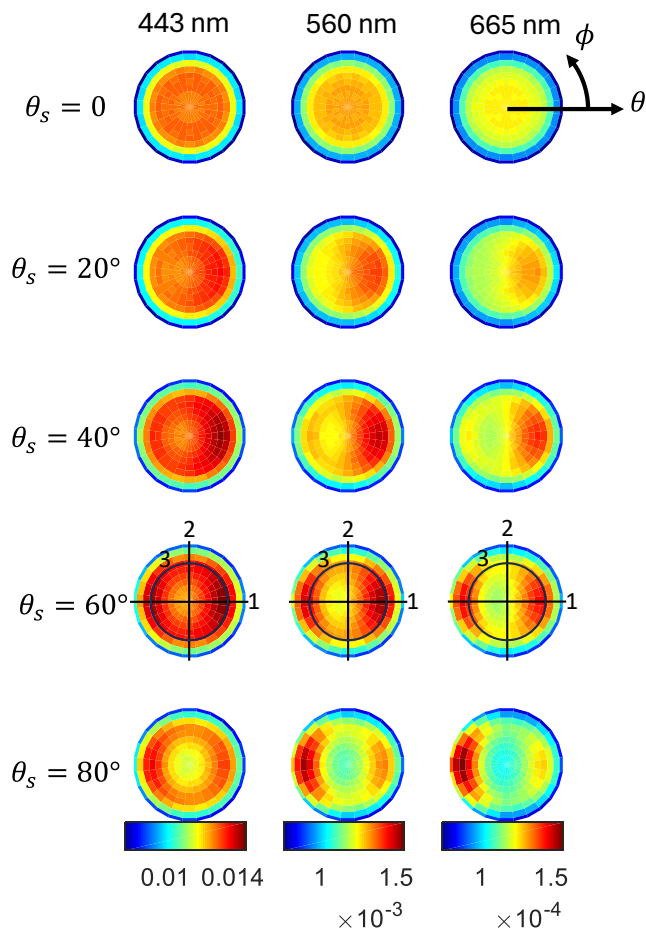 443 nm 560 nm 665 nm
ϕ
θ
θₛ = 0
θₛ = 20°
θₛ = 40°
2 2 2
3 3 3
θₛ = 60° 1 1 1
θₛ = 80°
0.01 0.014 1 1.5 1 1.5
×10⁻³ ×10⁻⁴